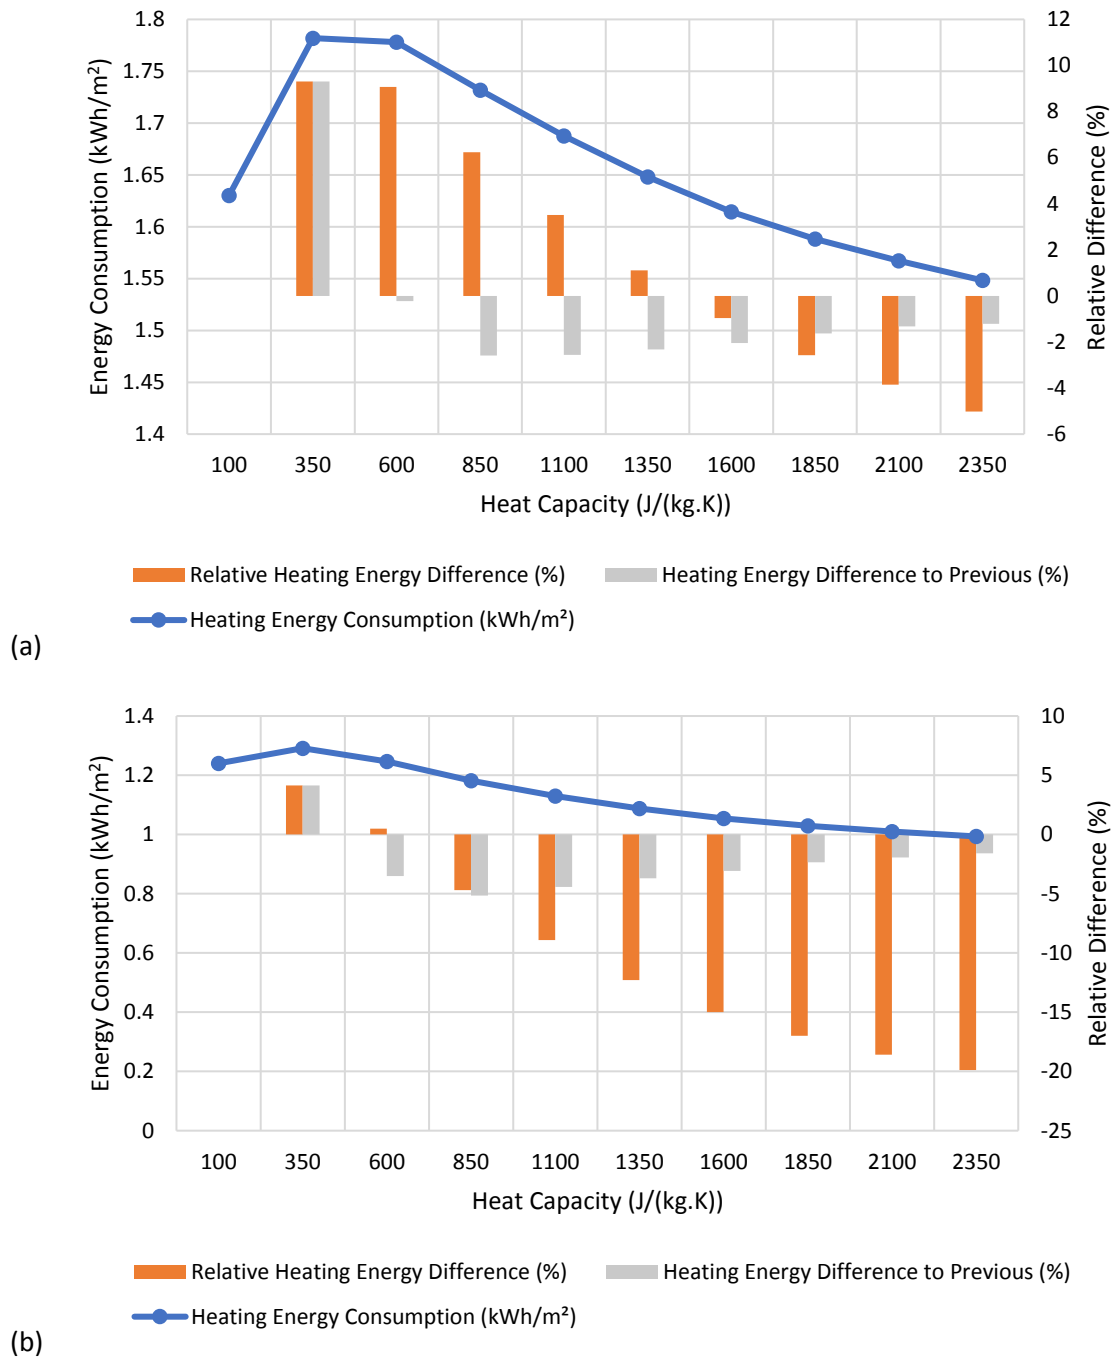 1.8
1.75
1.7
1.65
1.6
1.55
1.5
1.45
1.4
Energy Consumption (kWh/m²)
12
10
8
6
4
2
0
-2
-4
-6
Relative Difference (%)
100 350 600 850 1100 1350 1600 1850 2100 2350
Heat Capacity (J/(kg.K))
Relative Heating Energy Difference (%) Heating Energy Difference to Previous (%)
Heating Energy Consumption (kWh/m²)
(a)
1.4
1.2
1
0.8
0.6
0.4
0.2
0
Energy Consumption (kWh/m²)
10
5
0
-5
-10
-15
-20
-25
Relative Difference (%)
100 350 600 850 1100 1350 1600 1850 2100 2350
Heat Capacity (J/(kg.K))
Relative Heating Energy Difference (%) Heating Energy Difference to Previous (%)
Heating Energy Consumption (kWh/m²)
(b)